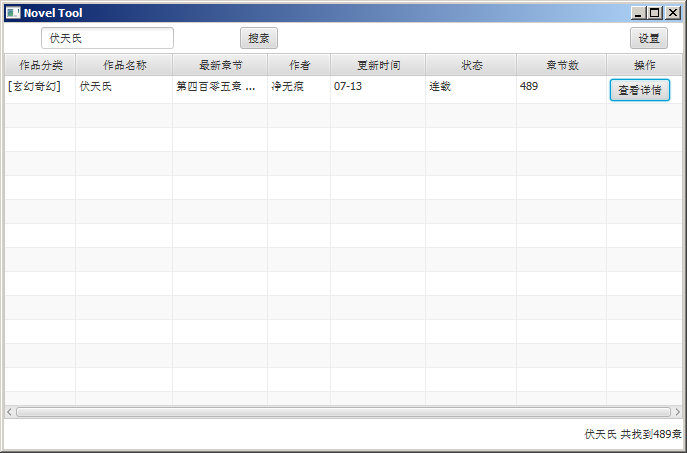 Novel Tool
伏天氏 搜索 设置
作品分类 作品名称 最新章节 作者 更新时间 状态 章节数 操作
[玄幻奇幻] 伏天氏 第四百零五章 ... 净无痕 07-13 连载 489 查看详情
伏天氏 共找到489章